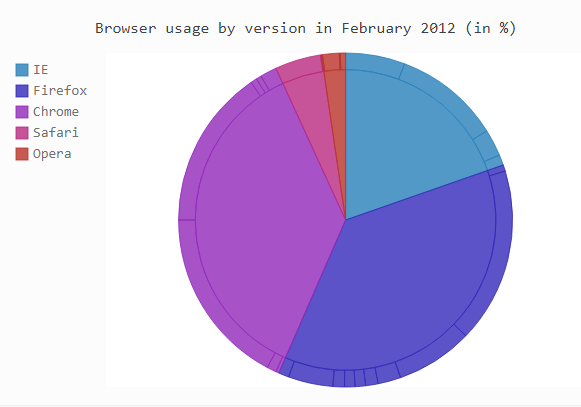 Browser usage by version in February 2012 (in %)
IE
Firefox
Chrome
Safari
Opera